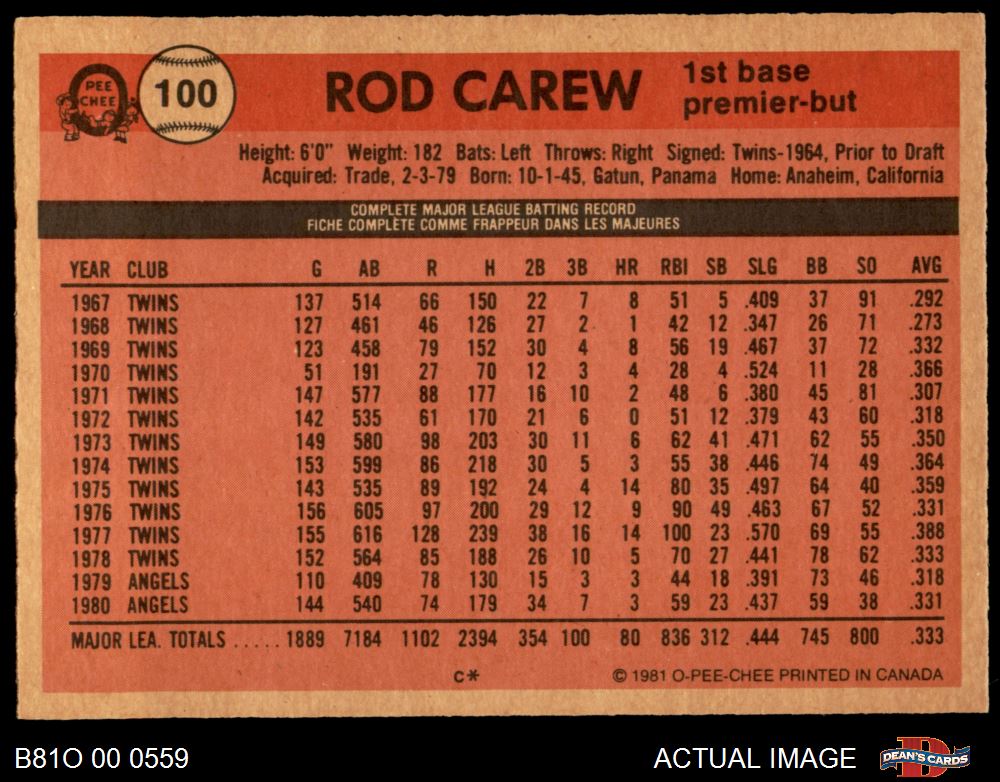 PEE CHEE
100
ROD CAREW
1st base
premier-but
Height: 6'0" Weight: 182 Bats: Left Throws: Right Signed: Twins-1964, Prior to Draft
Acquired: Trade, 2-3-79 Born: 10-1-45, Gatun, Panama Home: Anaheim, California
COMPLETE MAJOR LEAGUE BATTING RECORD
FICHE COMPLÈTE COMME FRAPPEUR DANS LES MAJEURES
YEAR CLUB G AB R H 2B 3B HR RBI SB SLG BB SO AVG
1967 TWINS 137 514 66 150 22 7 8 51 5 .409 37 91 .292
1968 TWINS 127 461 46 126 27 2 1 42 12 .347 26 71 .273
1969 TWINS 123 458 79 152 30 4 8 56 19 .467 37 72 .332
1970 TWINS 51 191 27 70 12 3 4 28 4 .524 11 28 .366
1971 TWINS 147 577 88 177 16 10 2 48 6 .380 45 81 .307
1972 TWINS 142 535 61 170 21 6 0 51 12 .379 43 60 .318
1973 TWINS 149 580 98 203 30 11 6 62 41 .471 62 55 .350
1974 TWINS 153 599 86 218 30 5 3 55 38 .446 74 49 .364
1975 TWINS 143 535 89 192 24 4 14 80 35 .497 64 40 .359
1976 TWINS 156 605 97 200 29 12 9 90 49 .463 67 52 .331
1977 TWINS 155 616 128 239 38 16 14 100 23 .570 69 55 .388
1978 TWINS 152 564 85 188 26 10 5 70 27 .441 78 62 .333
1979 ANGELS 110 409 78 130 15 3 3 44 18 .391 73 46 .318
1980 ANGELS 144 540 74 179 34 7 3 59 23 .437 59 38 .331
MAJOR LEA. TOTALS ..... 1889 7184 1102 2394 354 100 80 836 312 .444 745 800 .333
C* © 1981 O-PEE-CHEE PRINTED IN CANADA
B81O 00 0559 ACTUAL IMAGE DEAN'S CARDS